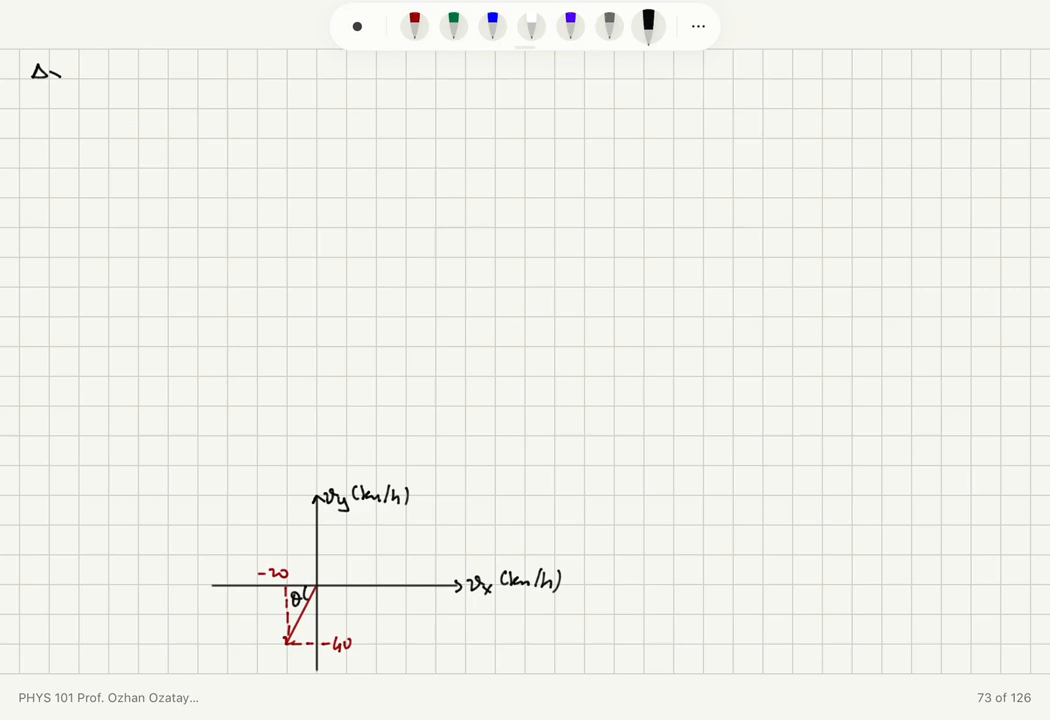 Δ
𝑣y (km/h)
-20
θ
𝑣x (km/h)
-40
PHYS 101 Prof. Ozhan Ozatay...
73 of 126